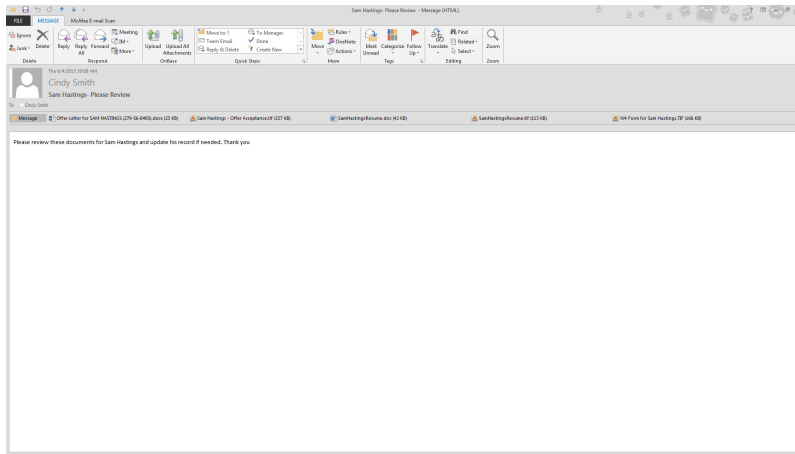 Sam Hastings- Please Review - Message (HTML)
FILE MESSAGE McAfee E-mail Scan
Ignore
Junk
Delete
Reply
Reply All
Forward
Meeting
IM
More
Upload
Upload All Attachments
Move to: ?
Team Email
Reply & Delete
To Manager
Done
Create New
Move
Rules
OneNote
Actions
Mark Unread
Categorize
Follow Up
Translate
Find
Related
Select
Zoom
Delete Respond OnBase Quick Steps Move Tags Editing Zoom
Thu 6/4/2015 10:08 AM
Cindy Smith
Sam Hastings- Please Review
To Cindy Smith
Message Offer Letter for SAM HASTINGS (279-56-0493).docx (23 KB) Sam Hastings - Offer Acceptance.tif (227 KB) SamHastingsResume.doc (42 KB) SamHastingsResume.tif (113 KB) W4 Form for Sam Hastings.TIF (166 KB)
Please review these documents for Sam Hastings and update his record if needed. Thank you